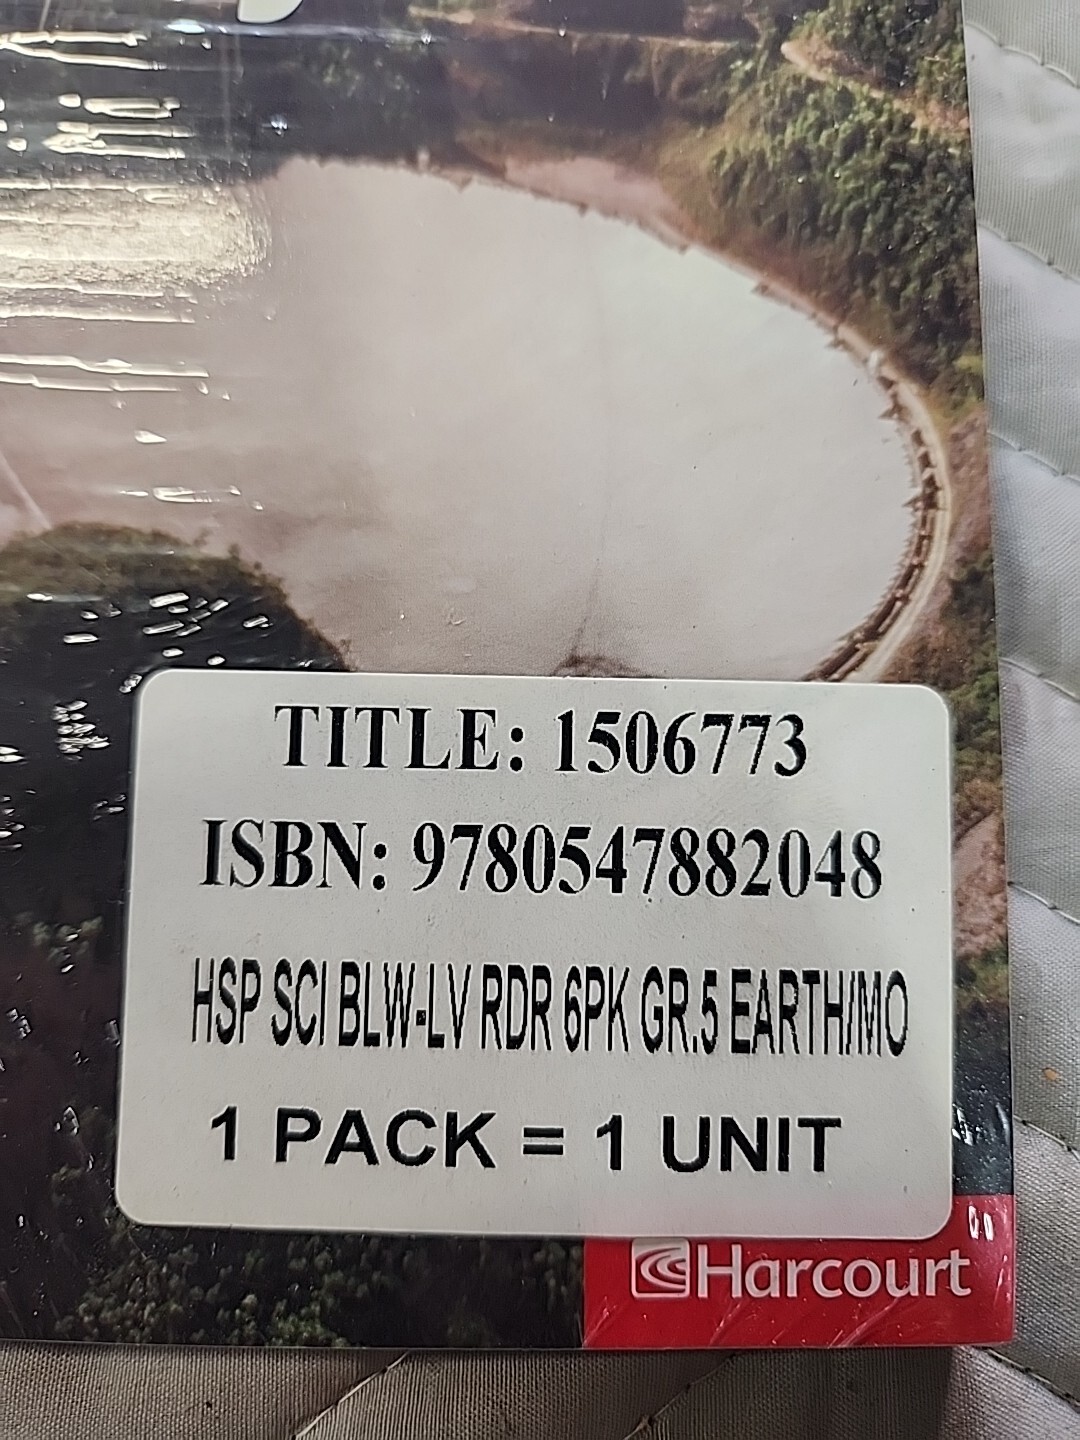 TITLE: 1506773
ISBN: 9780547882048
HSP SCI BLW-LV RDR 6PK GR.5 EARTH/MO
1 PACK = 1 UNIT
Harcourt